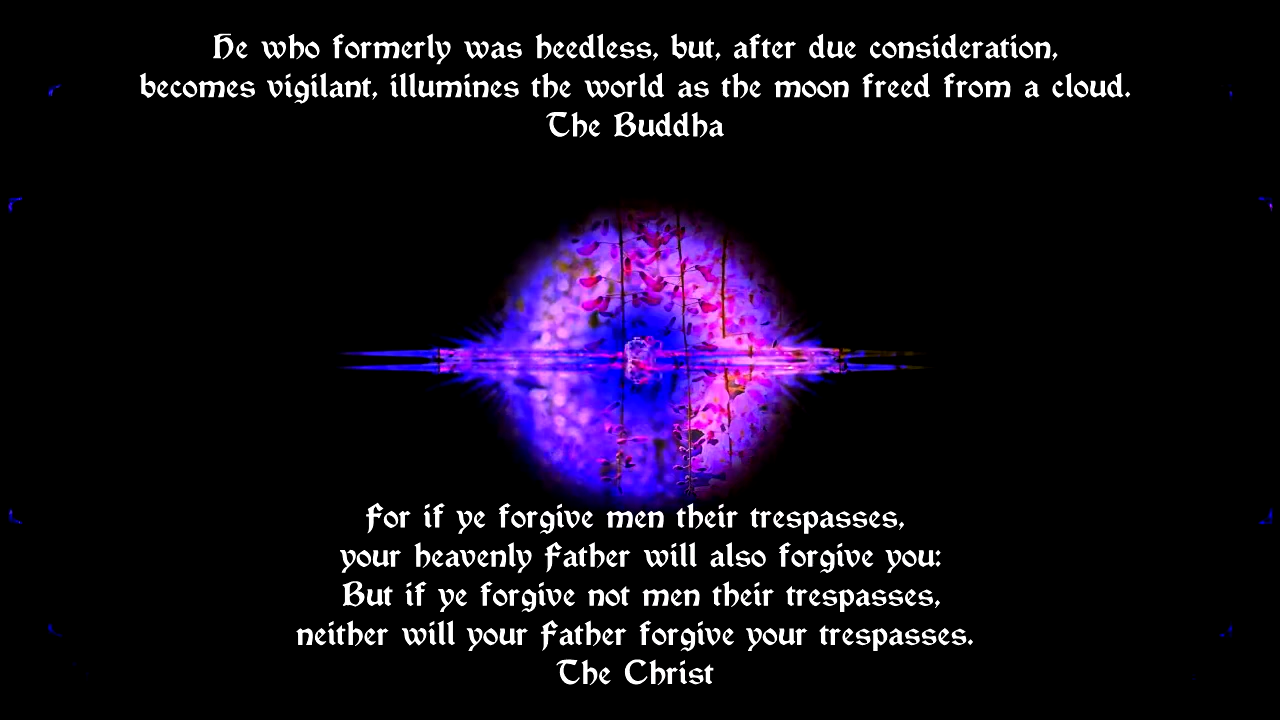 He who formerly was heedless, but, after due consideration,
becomes vigilant, illumines the world as the moon freed from a cloud.
The Buddha
For if ye forgive men their trespasses,
your heavenly Father will also forgive you:
But if ye forgive not men their trespasses,
neither will your Father forgive your trespasses.
The Christ